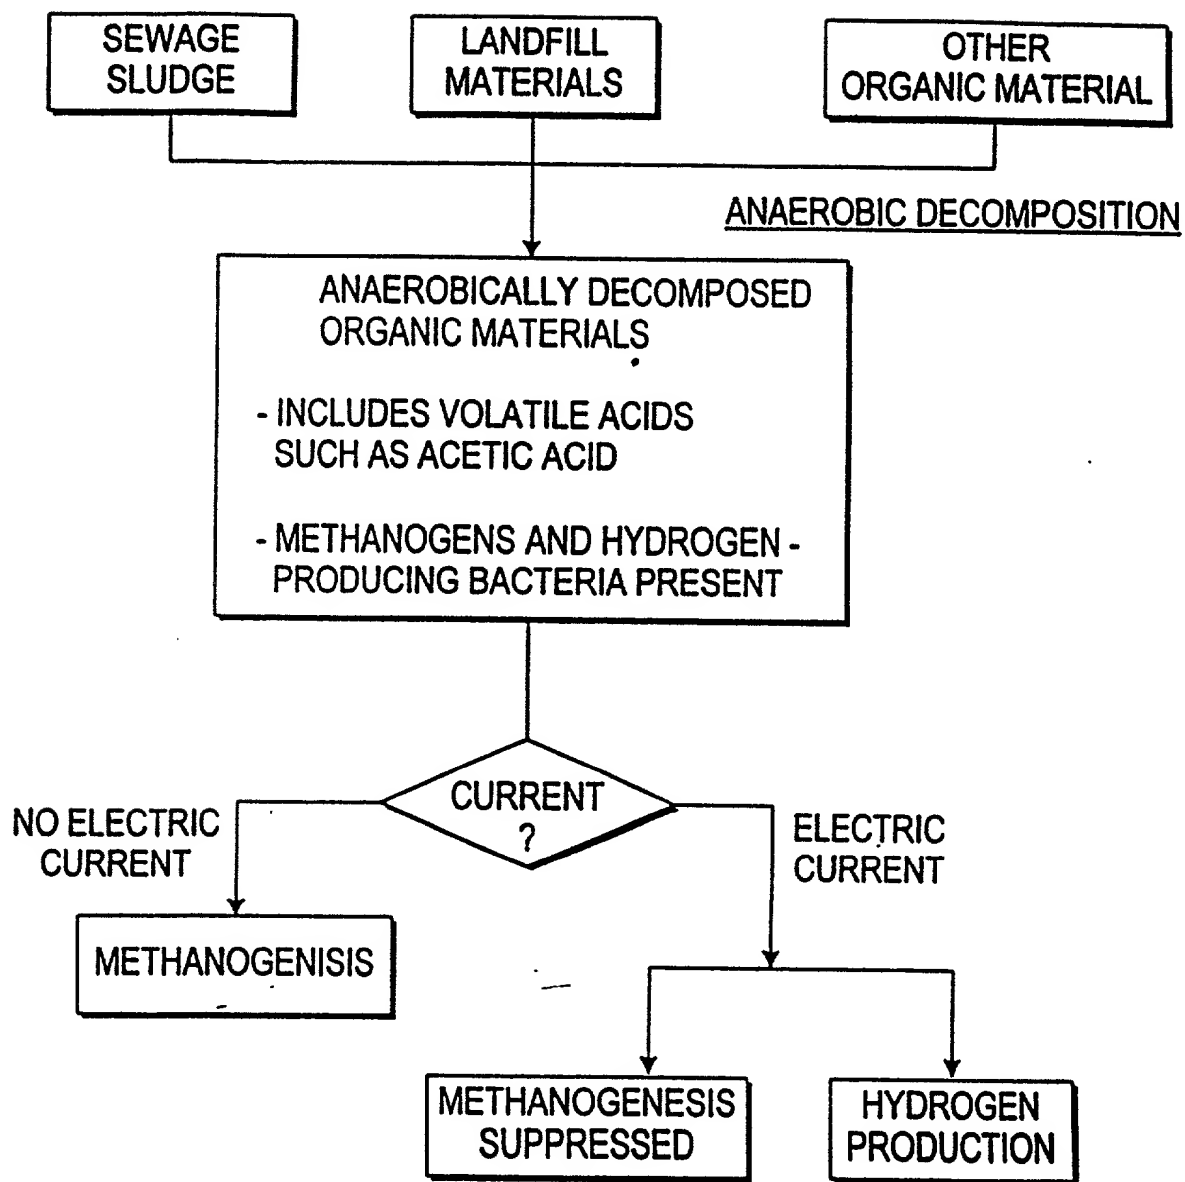 SEWAGE
SLUDGE
LANDFILL
MATERIALS
OTHER
ORGANIC MATERIAL
ANAEROBIC DECOMPOSITION
ANAEROBICALLY DECOMPOSED
ORGANIC MATERIALS
- INCLUDES VOLATILE ACIDS
SUCH AS ACETIC ACID
- METHANOGENS AND HYDROGEN -
PRODUCING BACTERIA PRESENT
CURRENT
?
NO ELECTRIC
CURRENT
ELECTRIC
CURRENT
METHANOGENISIS
METHANOGENESIS
SUPPRESSED
HYDROGEN
PRODUCTION